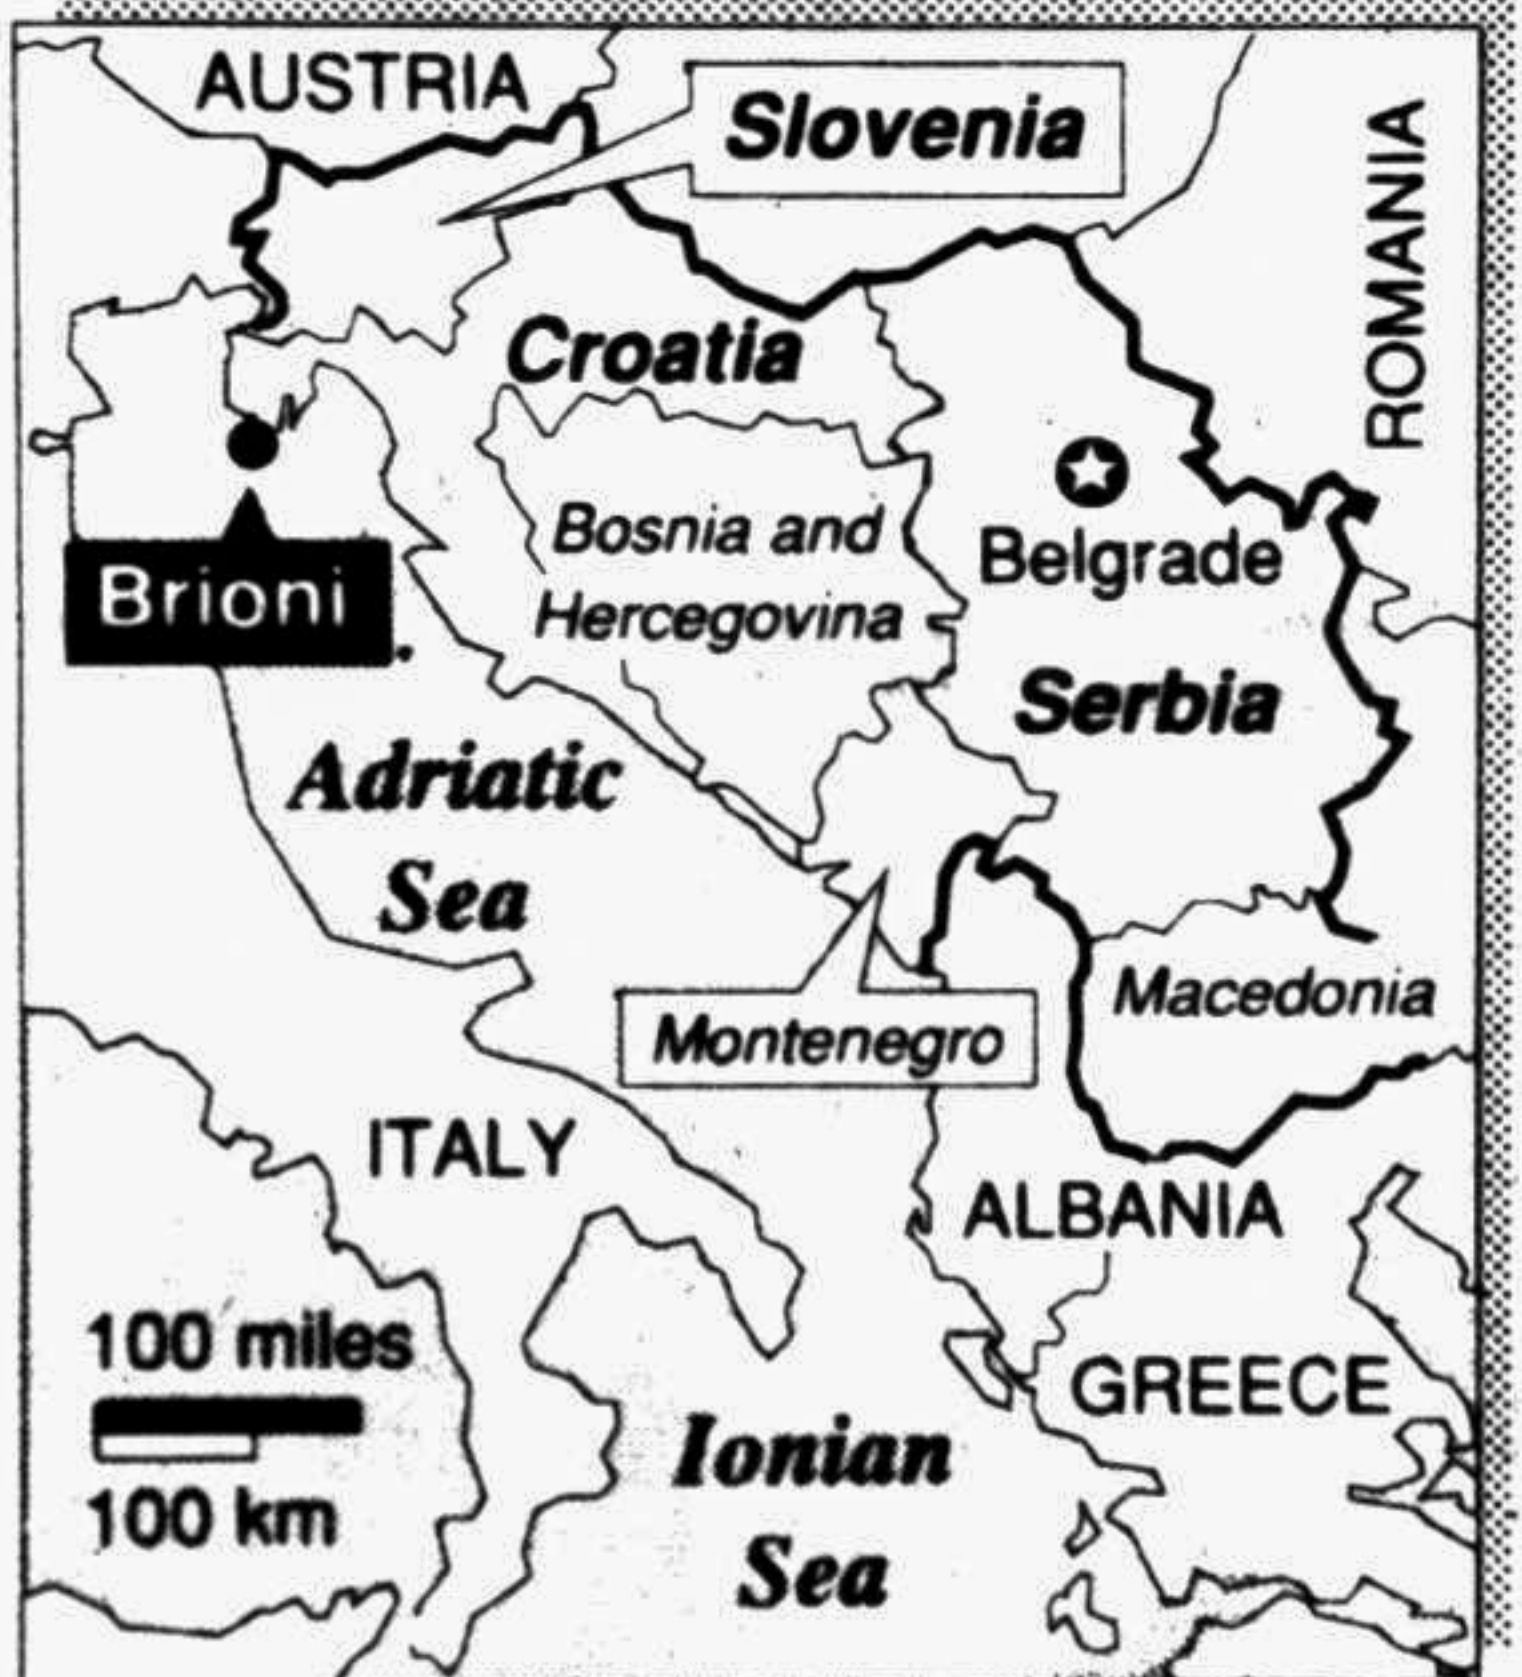 AUSTRIA
Slovenia
ROMANIA
Croatia
Bosnia and
Hercegovina
Belgrade
Brioni
Serbia
Adriatic
Sea
Macedonia
Montenegro
ITALY
ALBANIA
100 miles
GREECE
Ionian
100 km
Sea